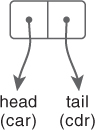 head tail
(car) (cdr)